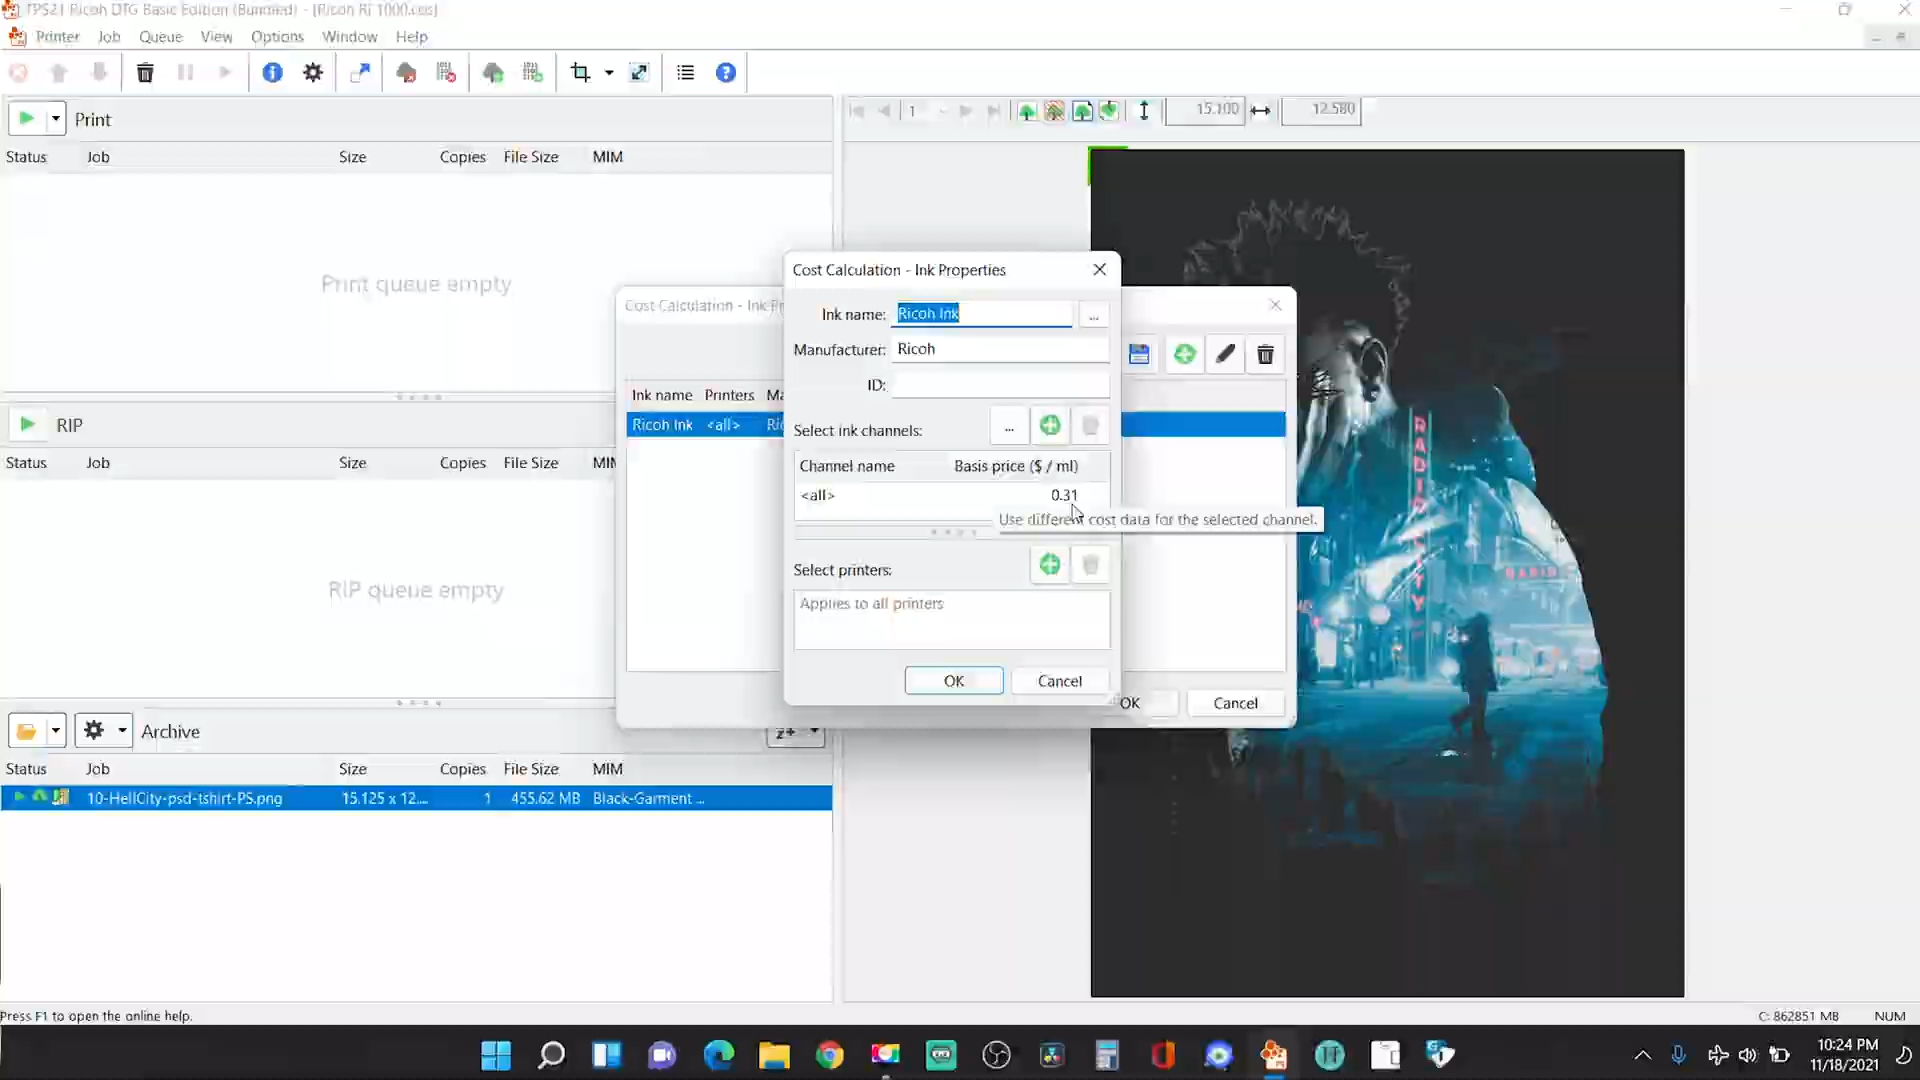 TPS21 Ricoh DTG Basic Edition (Bundled) - [Ricoh Ri 1000.cos]
Printer Job Queue View Options Window Help
Print
1 15.100 12.580
Status Job Size Copies File Size MIM
Print queue empty
RIP
Status Job Size Copies File Size MIM
RIP queue empty
Archive
Status Job Size Copies File Size MIM
10-HellCity-psd-tshirt-PS.png 15.125 x 12.... 1 455.62 MB Black-Garment ...
Cost Calculation - Ink Pr
Ink name Printers Ma
Ricoh Ink <all> Ric
OK Cancel
Cost Calculation - Ink Properties
Ink name: Ricoh Ink ...
Manufacturer: Ricoh
ID:
Select ink channels: ...
Channel name Basis price ($ / ml)
<all> 0.31
Use different cost data for the selected channel.
Select printers:
Applies to all printers
OK Cancel
RADIO CITY
Press F1 to open the online help.
C: 862851 MB NUM
10:24 PM
11/18/2021